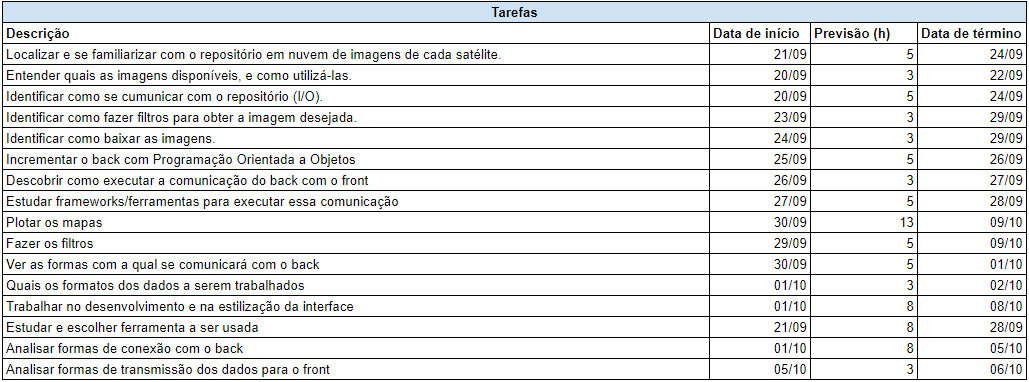 Tarefas
Descrição Data de início Previsão (h) Data de término
Localizar e se familiarizar com o repositório em nuvem de imagens de cada satélite. 21/09 5 24/09
Entender quais as imagens disponíveis, e como utilizá-las. 20/09 3 22/09
Identificar como se cumunicar com o repositório (I/O). 20/09 5 24/09
Identificar como fazer filtros para obter a imagem desejada. 23/09 3 29/09
Identificar como baixar as imagens. 24/09 3 29/09
Incrementar o back com Programação Orientada a Objetos 25/09 5 26/09
Descobrir como executar a comunicação do back com o front 26/09 3 27/09
Estudar frameworks/ferramentas para executar essa comunicação 27/09 5 28/09
Plotar os mapas 30/09 13 09/10
Fazer os filtros 29/09 5 09/10
Ver as formas com a qual se comunicará com o back 30/09 5 01/10
Quais os formatos dos dados a serem trabalhados 01/10 3 02/10
Trabalhar no desenvolvimento e na estilização da interface 01/10 8 08/10
Estudar e escolher ferramenta a ser usada 21/09 8 28/09
Analisar formas de conexão com o back 01/10 8 05/10
Analisar formas de transmissão dos dados para o front 05/10 3 06/10